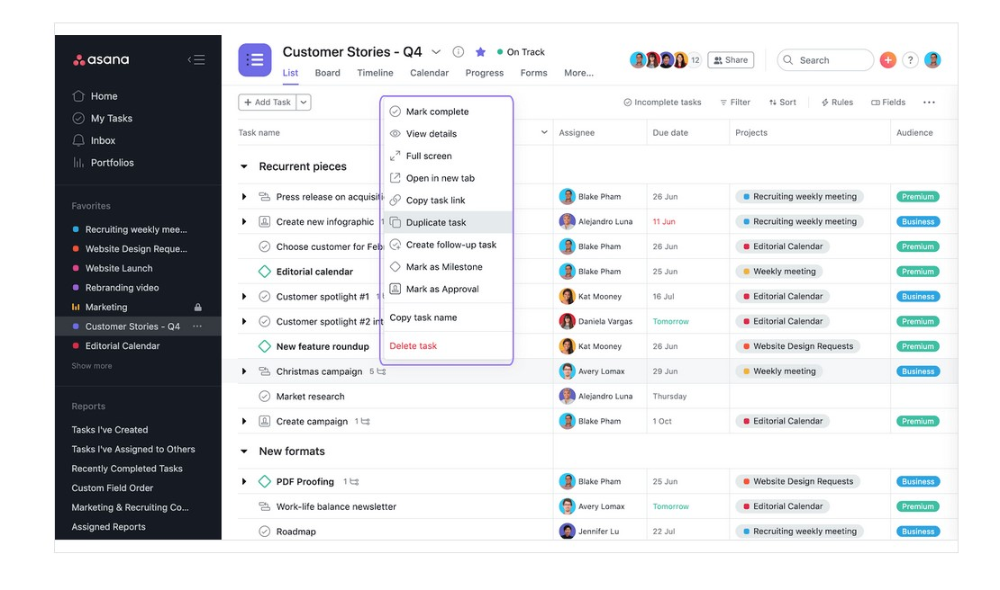 asana
Home
My Tasks
Inbox
Portfolios
Favorites
Recruiting weekly mee...
Website Design Reque...
Website Launch
Rebranding video
Marketing
Customer Stories - Q4 ...
Editorial Calendar
Show more
Reports
Tasks I've Created
Tasks I've Assigned to Others
Recently Completed Tasks
Custom Field Order
Marketing & Recruiting Co...
Assigned Reports
Customer Stories - Q4 On Track
List Board Timeline Calendar Progress Forms More...
12 Share Search + ?
+ Add Task Incomplete tasks Filter Sort Rules Fields ...
Mark complete
View details
Full screen
Open in new tab
Copy task link
Duplicate task
Create follow-up task
Mark as Milestone
Mark as Approval
Copy task name
Delete task
Task name Assignee Due date Projects Audience
Recurrent pieces
Press release on Blake Pham 26 Jun Recruiting weekly meeting Premium
Create new infographic 1 Alejandro Luna 11 Jun Recruiting weekly meeting Business
Choose customer for Blake Pham 26 Jun Editorial Calendar Premium
Editorial calendar Blake Pham 25 Jun Weekly meeting Premium
Customer spotlight #1 1 Kat Mooney 16 Jul Editorial Calendar Business
Customer spotlight #2 int Daniela Vargas Tomorrow Editorial Calendar Premium
New feature roundup Kat Mooney 26 Jun Website Design Requests Premium
Christmas campaign 5 Avery Lomax 29 Jun Weekly meeting Business
Market research Alejandro Luna Thursday
Create campaign 1 Blake Pham 1 Oct Editorial Calendar Premium
New formats
PDF Proofing 1 Blake Pham 25 Jun Website Design Requests Business
Work-life balance newsletter Avery Lomax Tomorrow Editorial Calendar Premium
Roadmap Jennifer Lu 22 Jul Recruiting weekly meeting Business